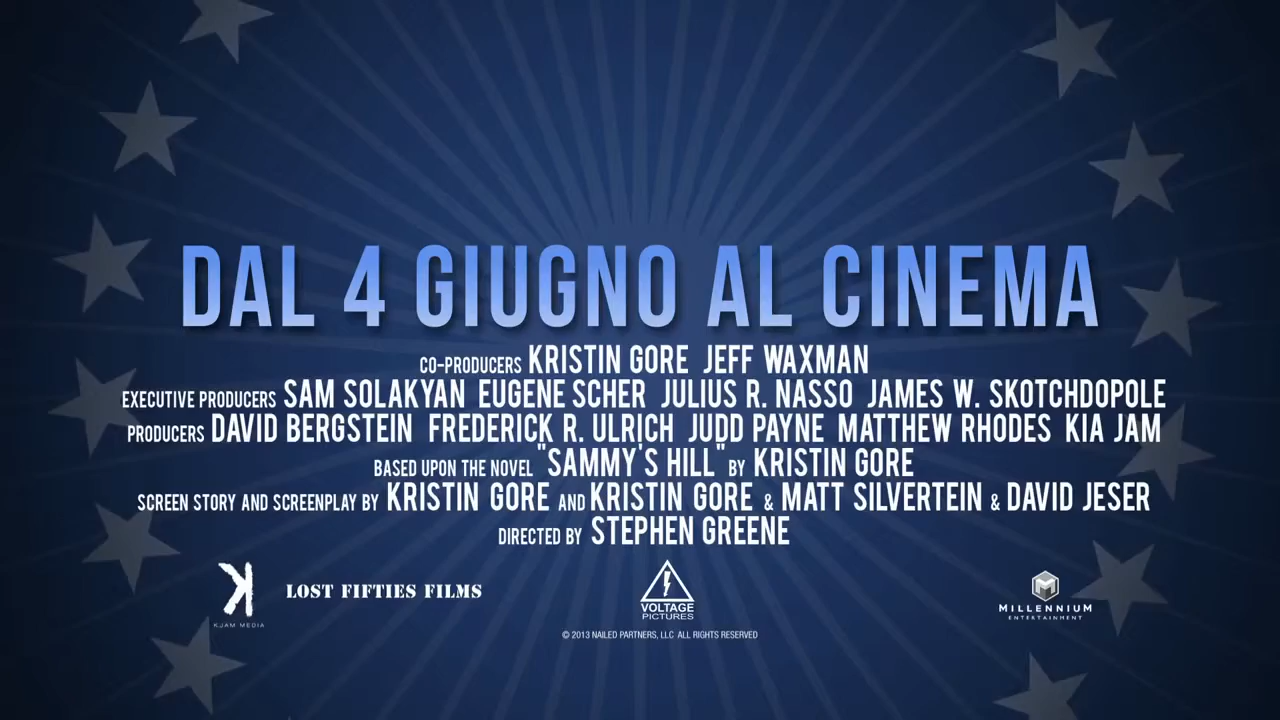 DAL 4 GIUGNO AL CINEMA
CO-PRODUCERS KRISTIN GORE JEFF WAXMAN
EXECUTIVE PRODUCERS SAM SOLAKYAN EUGENE SCHER JULIUS R. NASSO JAMES W. SKOTCHDOPOLE
PRODUCERS DAVID BERGSTEIN FREDERICK R. ULRICH JUDD PAYNE MATTHEW RHODES KIA JAM
BASED UPON THE NOVEL "SAMMY'S HILL" BY KRISTIN GORE
SCREEN STORY AND SCREENPLAY BY KRISTIN GORE AND KRISTIN GORE & MATT SILVERTEIN & DAVID JESER
DIRECTED BY STEPHEN GREENE
K
KJAM MEDIA
LOST FIFTIES FILMS
VOLTAGE
PICTURES
M
MILLENNIUM
ENTERTAINMENT
© 2013 NAILED PARTNERS, LLC ALL RIGHTS RESERVED